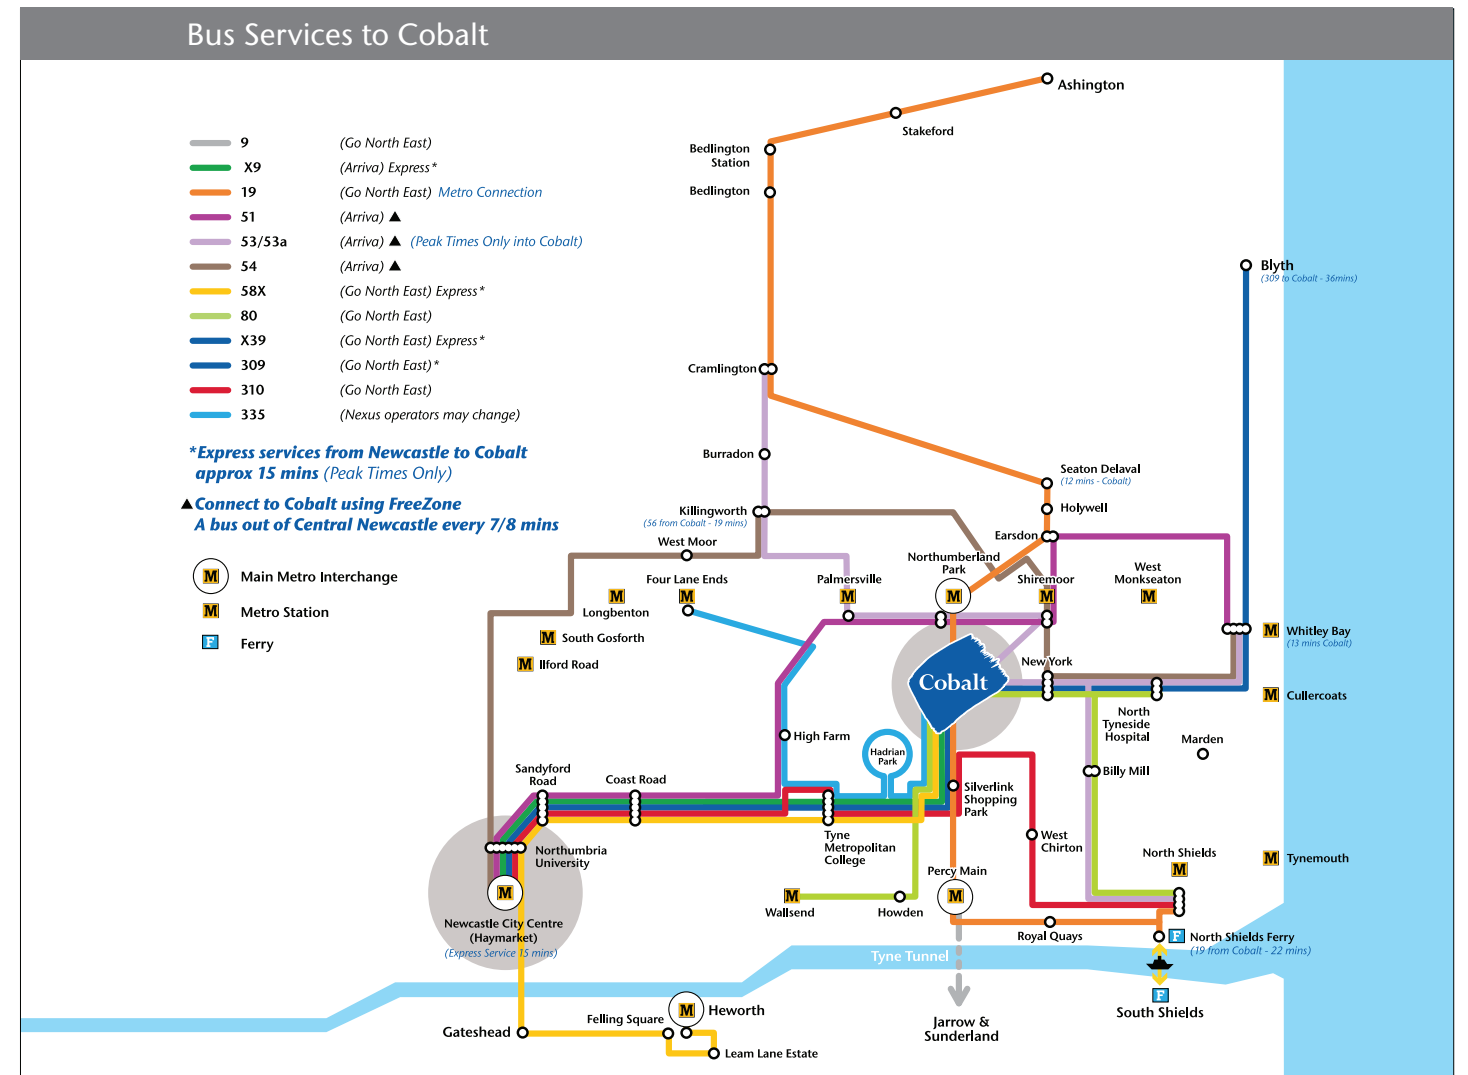 Bus Services to Cobalt
9 (Go North East)
X9 (Arriva) Express*
19 (Go North East) Metro Connection
51 (Arriva) ▲
53/53a (Arriva) ▲ (Peak Times Only into Cobalt)
54 (Arriva) ▲
58X (Go North East) Express*
80 (Go North East)
X39 (Go North East) Express*
309 (Go North East)*
310 (Go North East)
335 (Nexus operators may change)
*Express services from Newcastle to Cobalt
approx 15 mins (Peak Times Only)
▲Connect to Cobalt using FreeZone
A bus out of Central Newcastle every 7/8 mins
M Main Metro Interchange
M Metro Station
F Ferry
Ashington
Stakeford
Bedlington
Station
Bedlington
Blyth
(309 to Cobalt - 36mins)
Cramlington
Burradon
Seaton Delaval
(12 mins - Cobalt)
Holywell
Killingworth
(56 from Cobalt - 19 mins)
Earsdon
West Moor
Northumberland
Park
M
Four Lane Ends
M
Palmersville
M
Shiremoor
M
West
Monkseaton
M
M
Longbenton
M South Gosforth
M Ilford Road
M Whitley Bay
(13 mins Cobalt)
New York
Cobalt
M Cullercoats
North
Tyneside
Hospital
Marden
High Farm
Hadrian
Park
Billy Mill
Sandyford
Road
Coast Road
Silverlink
Shopping
Park
Tyne
Metropolitan
College
West
Chirton
Northumbria
University
North Shields
M
M Tynemouth
M
Newcastle City Centre
(Haymarket)
(Express Service 15 mins)
M
Wallsend
Howden
Percy Main
M
Royal Quays
F North Shields Ferry
(19 from Cobalt - 22 mins)
Tyne Tunnel
F
South Shields
Jarrow &
Sunderland
Gateshead
Felling Square
M Heworth
Leam Lane Estate